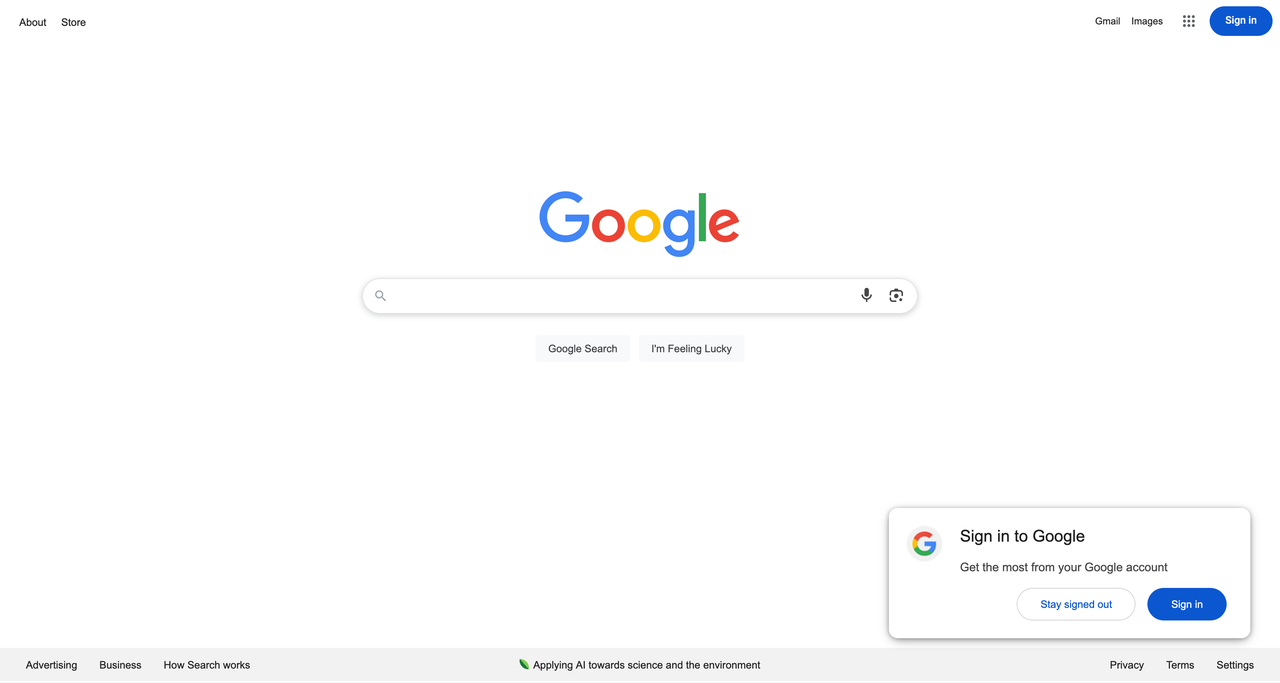 About Store
Gmail Images Sign in
Google
Google Search I'm Feeling Lucky
Sign in to Google
Get the most from your Google account
Stay signed out Sign in
Advertising Business How Search works
Applying AI towards science and the environment
Privacy Terms Settings